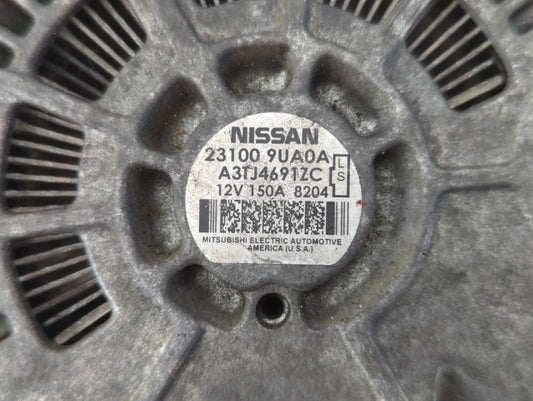 NISSAN
23100 9UA0A
A3TJ4691ZC
12V 150A 8204
L
S
MITSUBISHI ELECTRIC AUTOMOTIVE
AMERICA (U.S.A.)